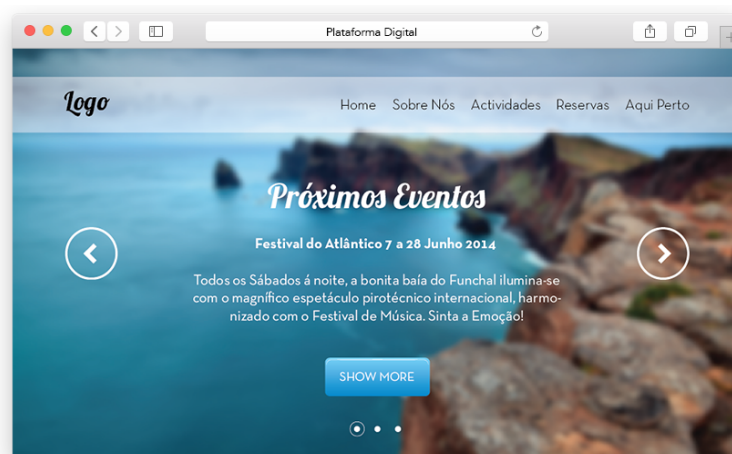 Plataforma Digital
Logo
Home Sobre Nós Actividades Reservas Aqui Perto
Próximos Eventos
Festival do Atlântico 7 a 28 Junho 2014
Todos os Sábados á noite, a bonita baía do Funchal ilumina-se
com o magnífico espetáculo pirotécnico internacional, harmo-
nizado com o Festival de Música. Sinta a Emoção!
SHOW MORE